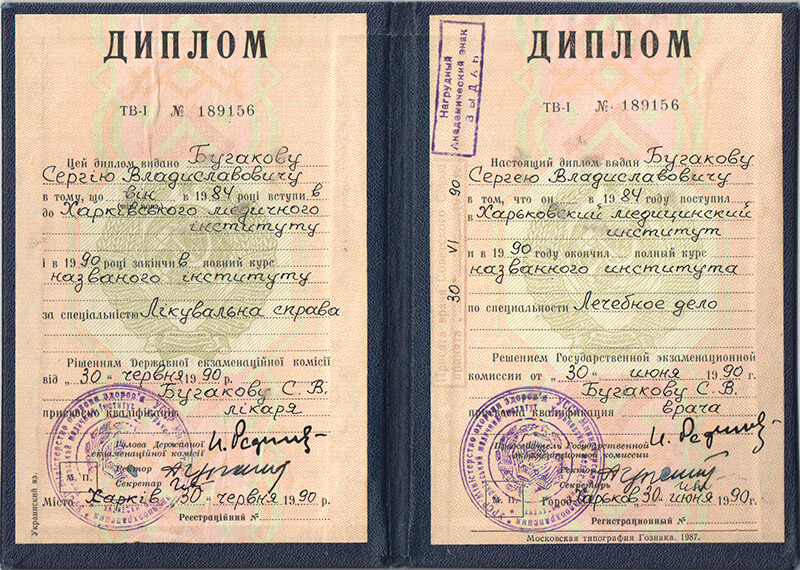 ДИПЛОМ
ТВ-I № 189156
Цей диплом видано Бугакову
Сергію Владиславовичу
в тому, що він в 1984 році вступив
до Харківського медичного
інституту
і в 1990 році закінчив повний курс
названого інституту
за спеціальністю Лікувальна справа
Рішенням Державної екзаменаційної комісії
від „30" червня 1990 р.
Бугакову С. В.
присвоєно кваліфікацію
лікаря
Голова Державної
екзаменаційної комісії
Ректор
Секретар
М. П.
Місто Харків „30" червня 1990 р.
Реєстраційний №
Украинский яз.
ДИПЛОМ
Нагрудный
Академический знак
ТВ-I № 189156
Настоящий диплом выдан Бугакову
Сергею Владиславовичу
в том, что он в 1984 году поступил
в Харьковский медицинский
институт
и в 1990 году окончил полный курс
названного института
по специальности Лечебное дело
30 VI 90
Решением Государственной экзаменационной
комиссии от „30" июня 1990 г.
Бугакову С. В.
присвоена квалификация
врача
Председатель Государственной
экзаменационной комиссии
Ректор
Секретарь
М. П.
Город Харьков „30" июня 1990 г.
Регистрационный №
Московская типография Гознака. 1987.